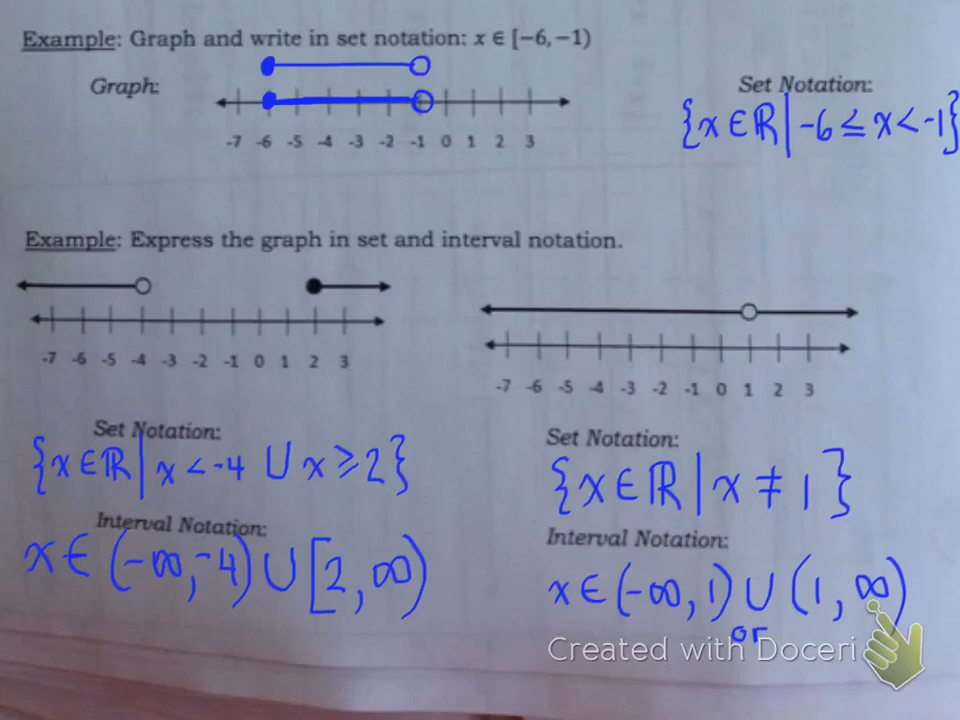 Example: Graph and write in set notation: x ∈ [−6, −1)
Graph:
Set Notation:
{x ∈ ℝ | -6 ≤ x < -1}
-7 -6 -5 -4 -3 -2 -1 0 1 2 3
Example: Express the graph in set and interval notation.
-7 -6 -5 -4 -3 -2 -1 0 1 2 3
-7 -6 -5 -4 -3 -2 -1 0 1 2 3
Set Notation:
{x ∈ ℝ | x < -4 ∪ x ≥ 2}
Interval Notation:
x ∈ (-∞, -4) ∪ [2, ∞)
Set Notation:
{x ∈ ℝ | x ≠ 1}
Interval Notation:
x ∈ (-∞, 1) ∪ (1, ∞)
or
Created with Doceri